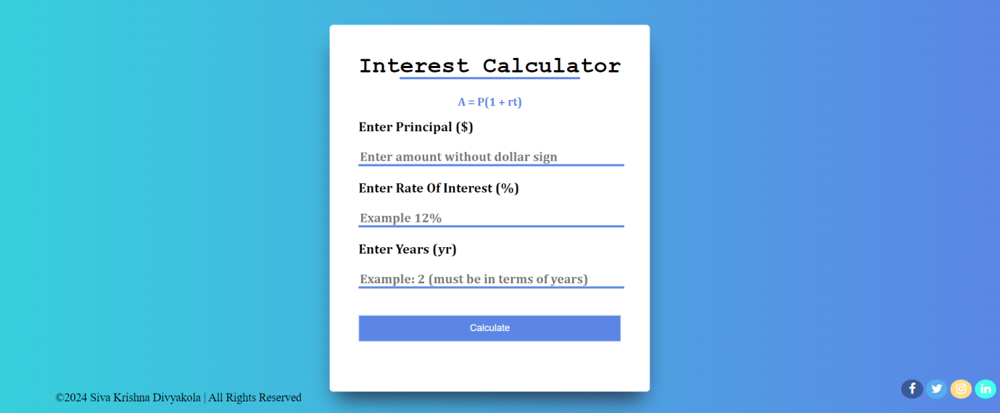 Interest Calculator
A = P(1 + rt)
Enter Principal ($)
Enter amount without dollar sign
Enter Rate Of Interest (%)
Example 12%
Enter Years (yr)
Example: 2 (must be in terms of years)
Calculate
©2024 Siva Krishna Divyakola | All Rights Reserved